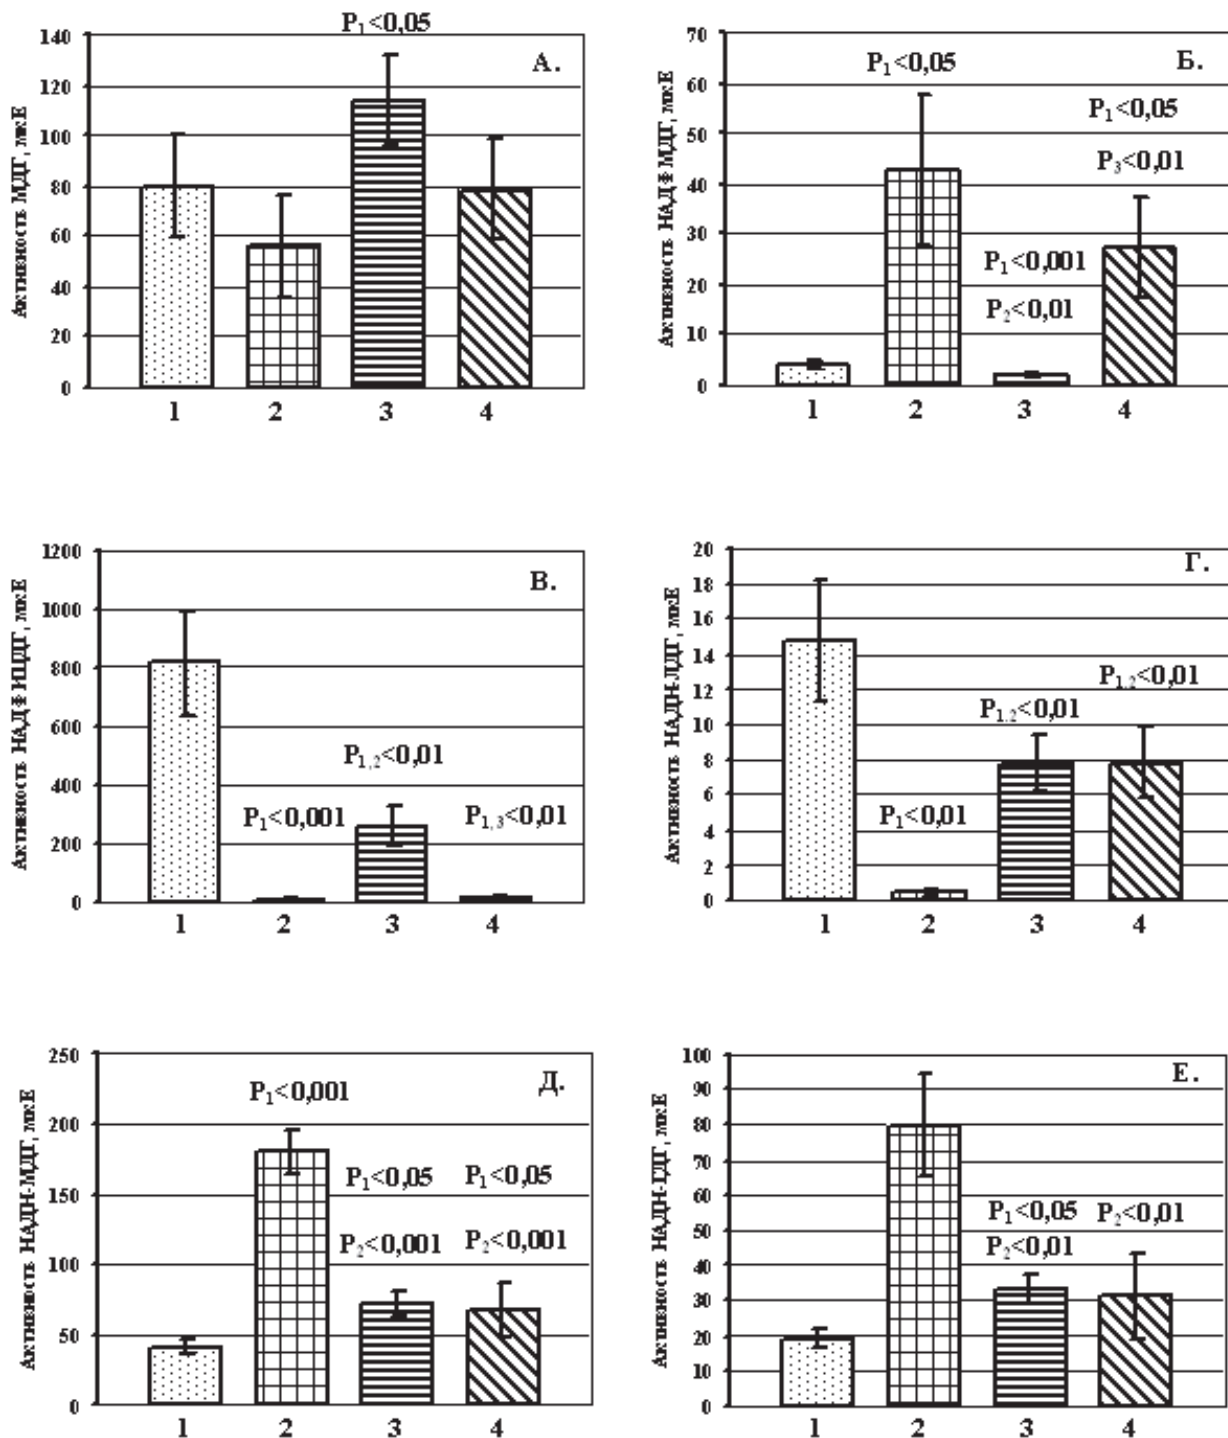 P1<0,05
А.
Активность МДГ, мкЕ
140
120
100
80
60
40
20
0
1 2 3 4
P1<0,05
Б.
P1<0,05
P3<0,01
P1<0,001
P2<0,01
Активность НАДФМДГ, мкЕ
70
60
50
40
30
20
10
0
1 2 3 4
В.
P1,2<0,01
P1<0,001
P1,3<0,01
Активность НАДФИЦДГ, мкЕ
1200
1000
800
600
400
200
0
1 2 3 4
Г.
P1,2<0,01
P1,2<0,01
P1<0,01
Активность НАДН-ЛДГ, мкЕ
20
18
16
14
12
10
8
6
4
2
0
1 2 3 4
Д.
P1<0,001
P1<0,05 P1<0,05
P2<0,001 P2<0,001
Активность НАДН-МДГ, мкЕ
250
200
150
100
50
0
1 2 3 4
Е.
P1<0,05 P2<0,01
P2<0,01
Активность НАДН-ГДГ, мкЕ
100
90
80
70
60
50
40
30
20
10
0
1 2 3 4